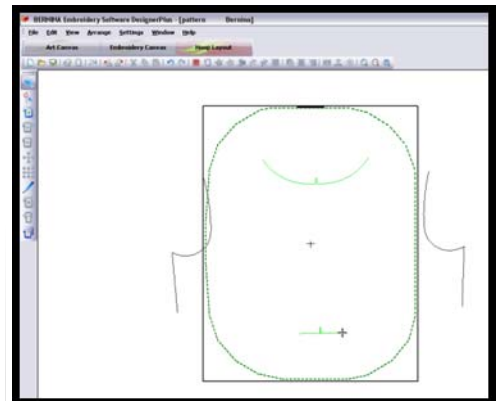 BERNINA Embroidery Software DesignerPlus - [pattern Bernina]
File Edit View Arrange Settings Window Help
Art Canvas Embroidery Canvas Hoop Layout